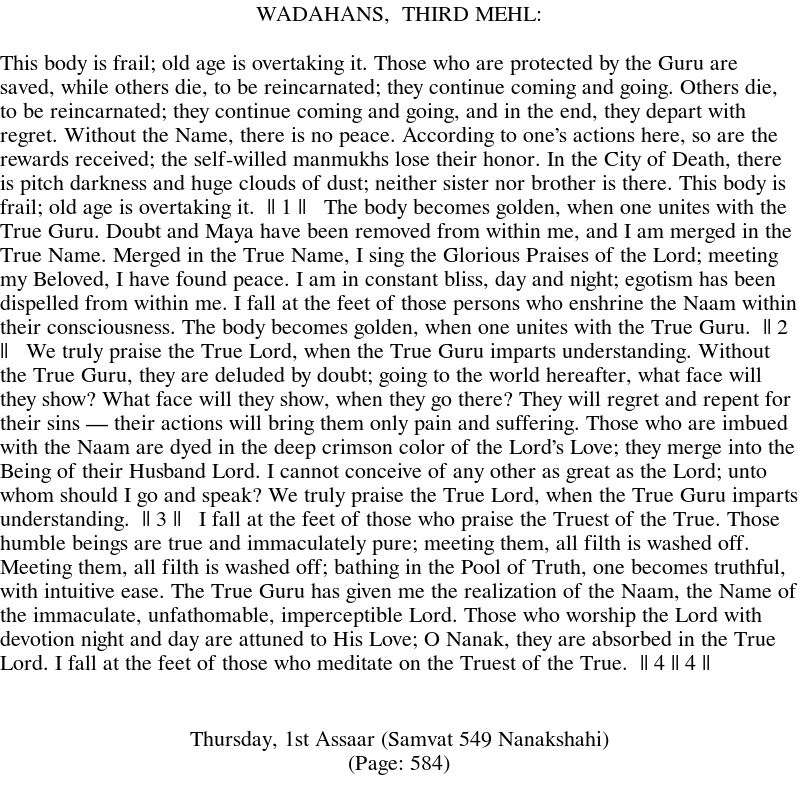 WADAHANS, THIRD MEHL:
This body is frail; old age is overtaking it. Those who are protected by the Guru are
saved, while others die, to be reincarnated; they continue coming and going. Others die,
to be reincarnated; they continue coming and going, and in the end, they depart with
regret. Without the Name, there is no peace. According to one’s actions here, so are the
rewards received; the self-willed manmukhs lose their honor. In the City of Death, there
is pitch darkness and huge clouds of dust; neither sister nor brother is there. This body is
frail; old age is overtaking it. || 1 || The body becomes golden, when one unites with the
True Guru. Doubt and Maya have been removed from within me, and I am merged in the
True Name. Merged in the True Name, I sing the Glorious Praises of the Lord; meeting
my Beloved, I have found peace. I am in constant bliss, day and night; egotism has been
dispelled from within me. I fall at the feet of those persons who enshrine the Naam within
their consciousness. The body becomes golden, when one unites with the True Guru. || 2
|| We truly praise the True Lord, when the True Guru imparts understanding. Without
the True Guru, they are deluded by doubt; going to the world hereafter, what face will
they show? What face will they show, when they go there? They will regret and repent for
their sins — their actions will bring them only pain and suffering. Those who are imbued
with the Naam are dyed in the deep crimson color of the Lord’s Love; they merge into the
Being of their Husband Lord. I cannot conceive of any other as great as the Lord; unto
whom should I go and speak? We truly praise the True Lord, when the True Guru imparts
understanding. || 3 || I fall at the feet of those who praise the Truest of the True. Those
humble beings are true and immaculately pure; meeting them, all filth is washed off.
Meeting them, all filth is washed off; bathing in the Pool of Truth, one becomes truthful,
with intuitive ease. The True Guru has given me the realization of the Naam, the Name of
the immaculate, unfathomable, imperceptible Lord. Those who worship the Lord with
devotion night and day are attuned to His Love; O Nanak, they are absorbed in the True
Lord. I fall at the feet of those who meditate on the Truest of the True. || 4 || 4 ||
Thursday, 1st Assaar (Samvat 549 Nanakshahi)
(Page: 584)